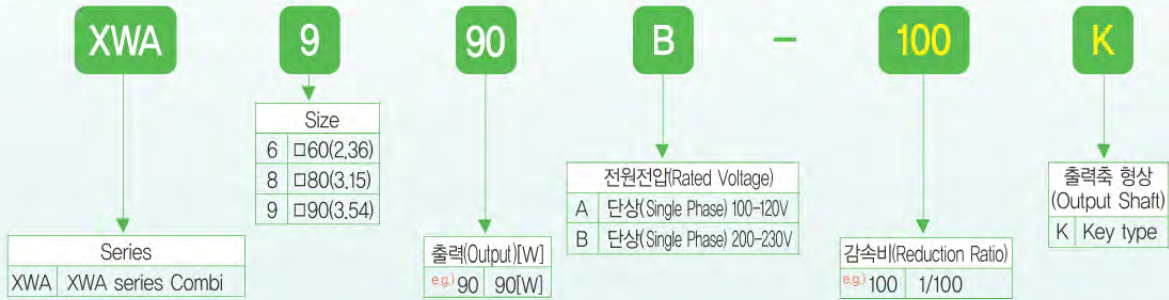 XWA 9 90 B - 100 K
Size
6 □60(2.36)
8 □80(3.15)
9 □90(3.54)
전원전압(Rated Voltage)
A 단상(Single Phase) 100-120V
B 단상(Single Phase) 200-230V
출력축 형상
(Output Shaft)
K Key type
Series
XWA XWA series Combi
출력(Output)[W]
e.g.) 90 90[W]
감속비(Reduction Ratio)
e.g.) 100 1/100